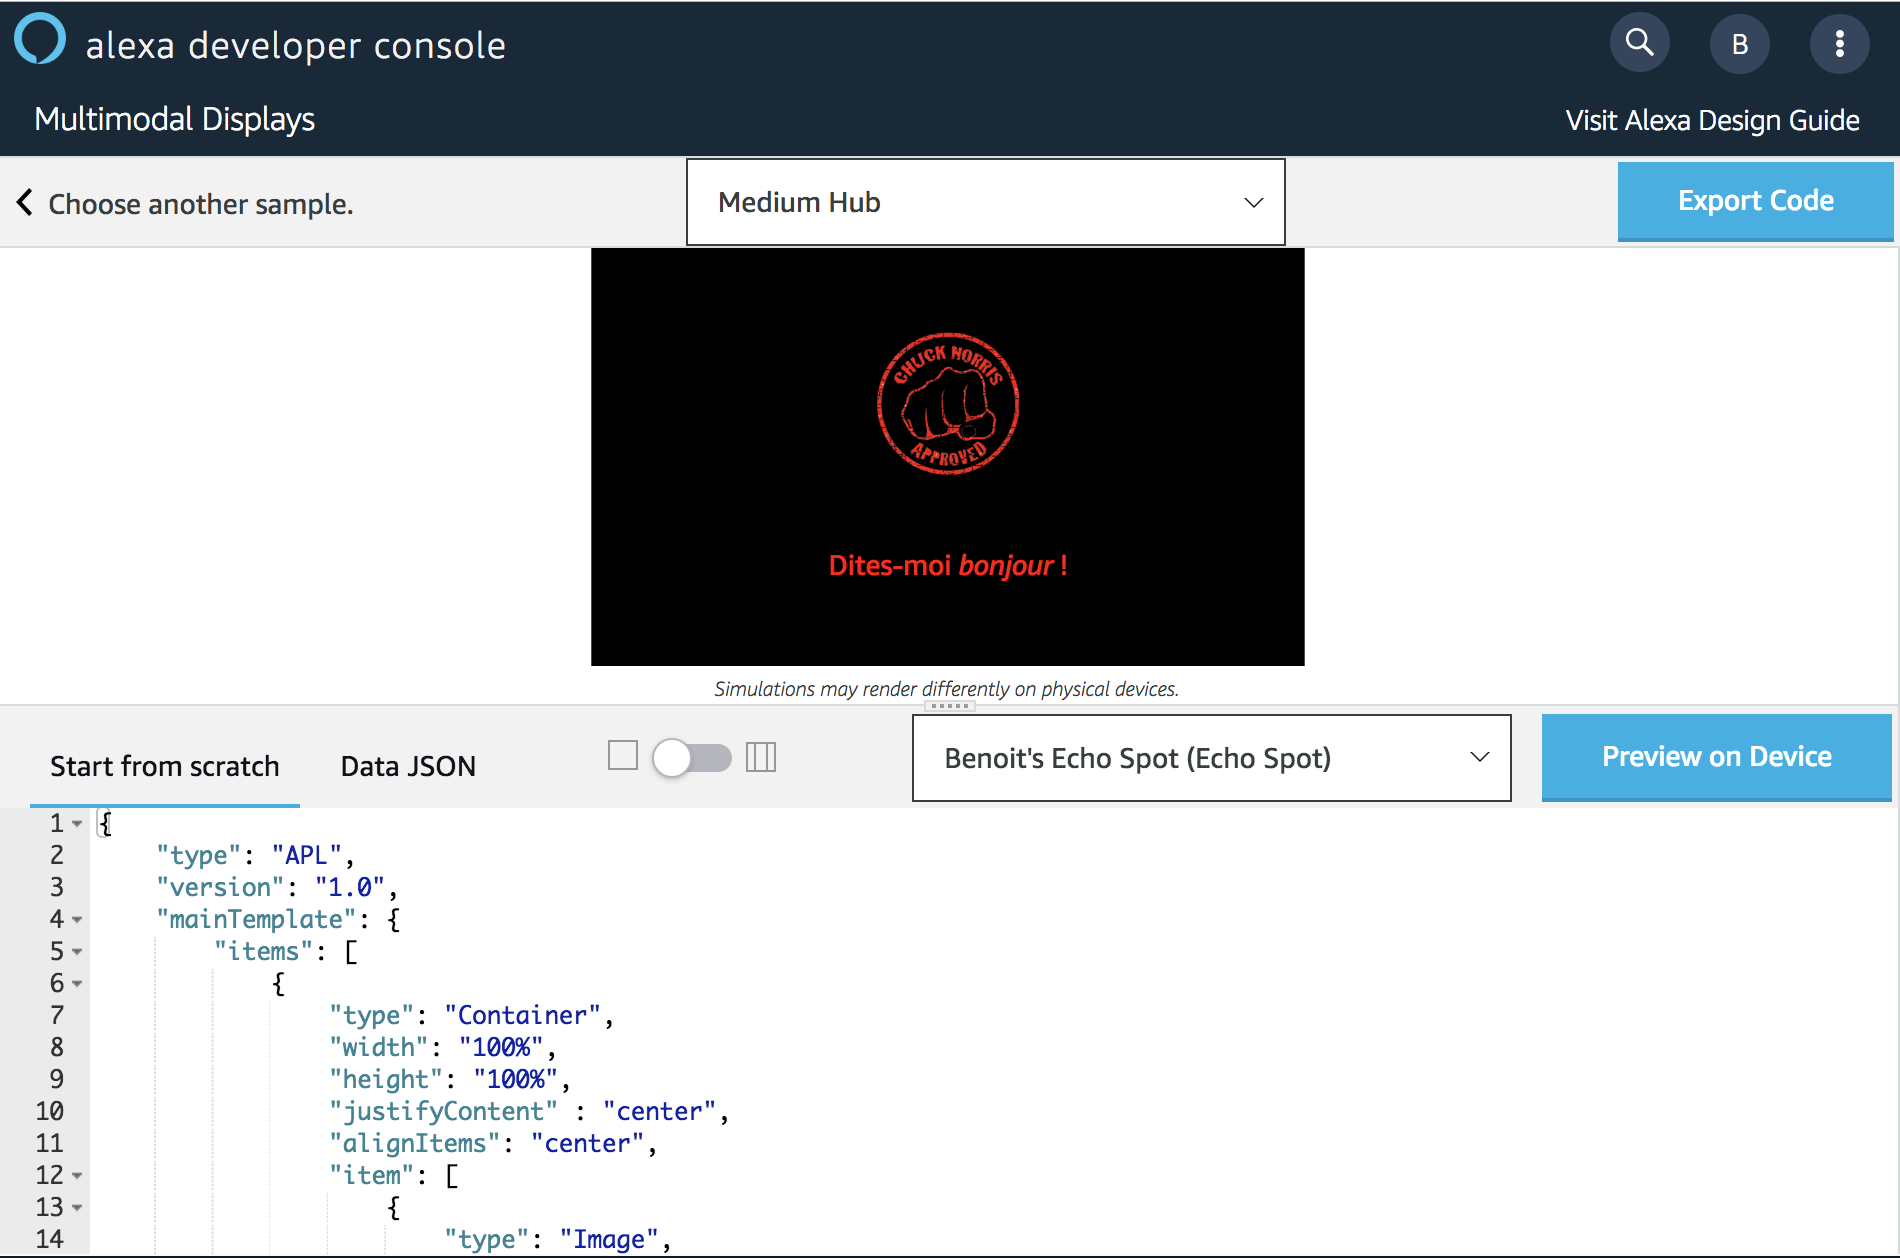 alexa developer console
B
Multimodal Displays
Visit Alexa Design Guide
Choose another sample.
Medium Hub
Export Code
CHUCK NORRIS
APPROVED
Dites-moi bonjour !
Simulations may render differently on physical devices.
Start from scratch
Data JSON
Benoit's Echo Spot (Echo Spot)
Preview on Device
1 {
2 "type": "APL",
3 "version": "1.0",
4 "mainTemplate": {
5 "items": [
6 {
7 "type": "Container",
8 "width": "100%",
9 "height": "100%",
10 "justifyContent" : "center",
11 "alignItems": "center",
12 "item": [
13 {
14 "type": "Image",